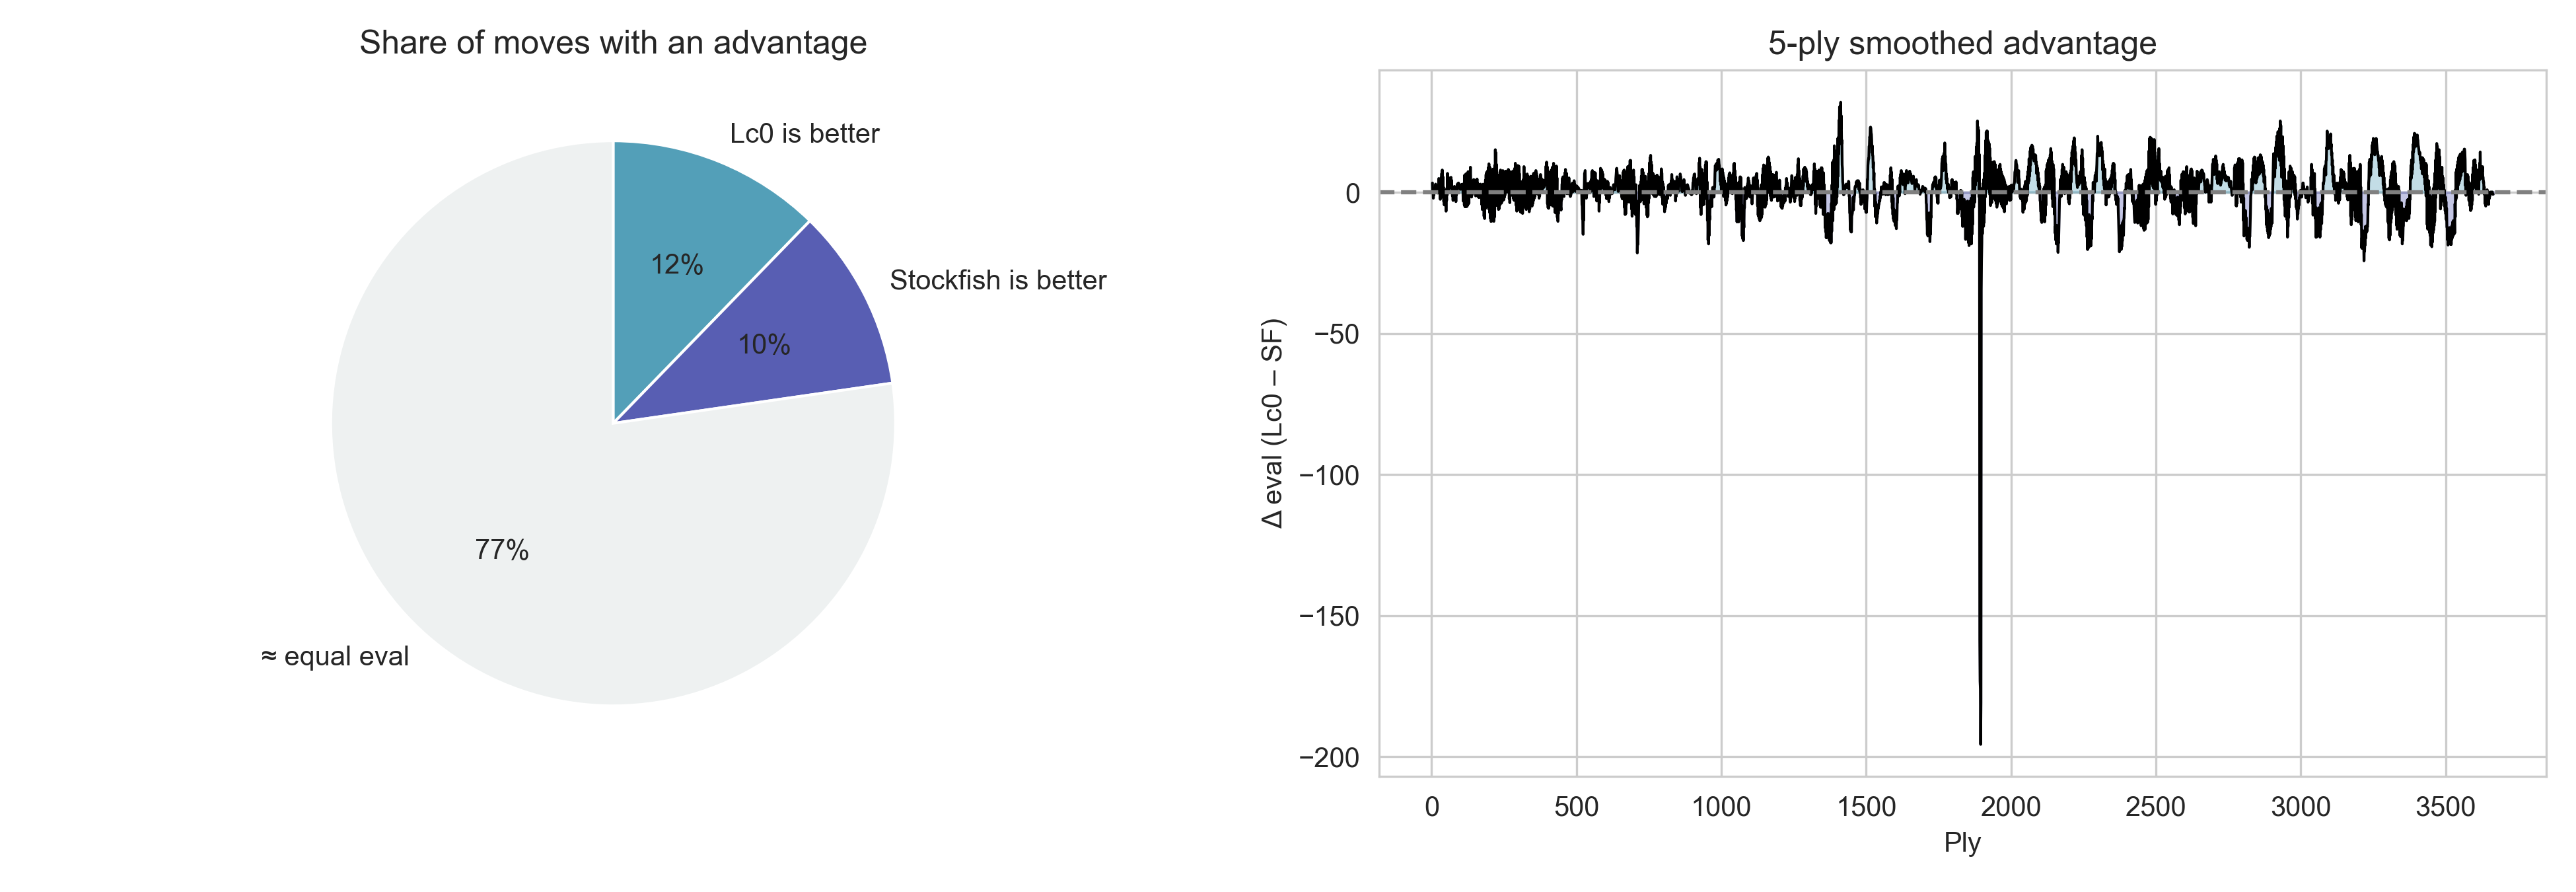 Share of moves with an advantage
Lc0 is better
12%
Stockfish is better
10%
77%
≈ equal eval
5-ply smoothed advantage
Δ eval (Lc0 – SF)
0
−50
−100
−150
−200
0 500 1000 1500 2000 2500 3000 3500
Ply